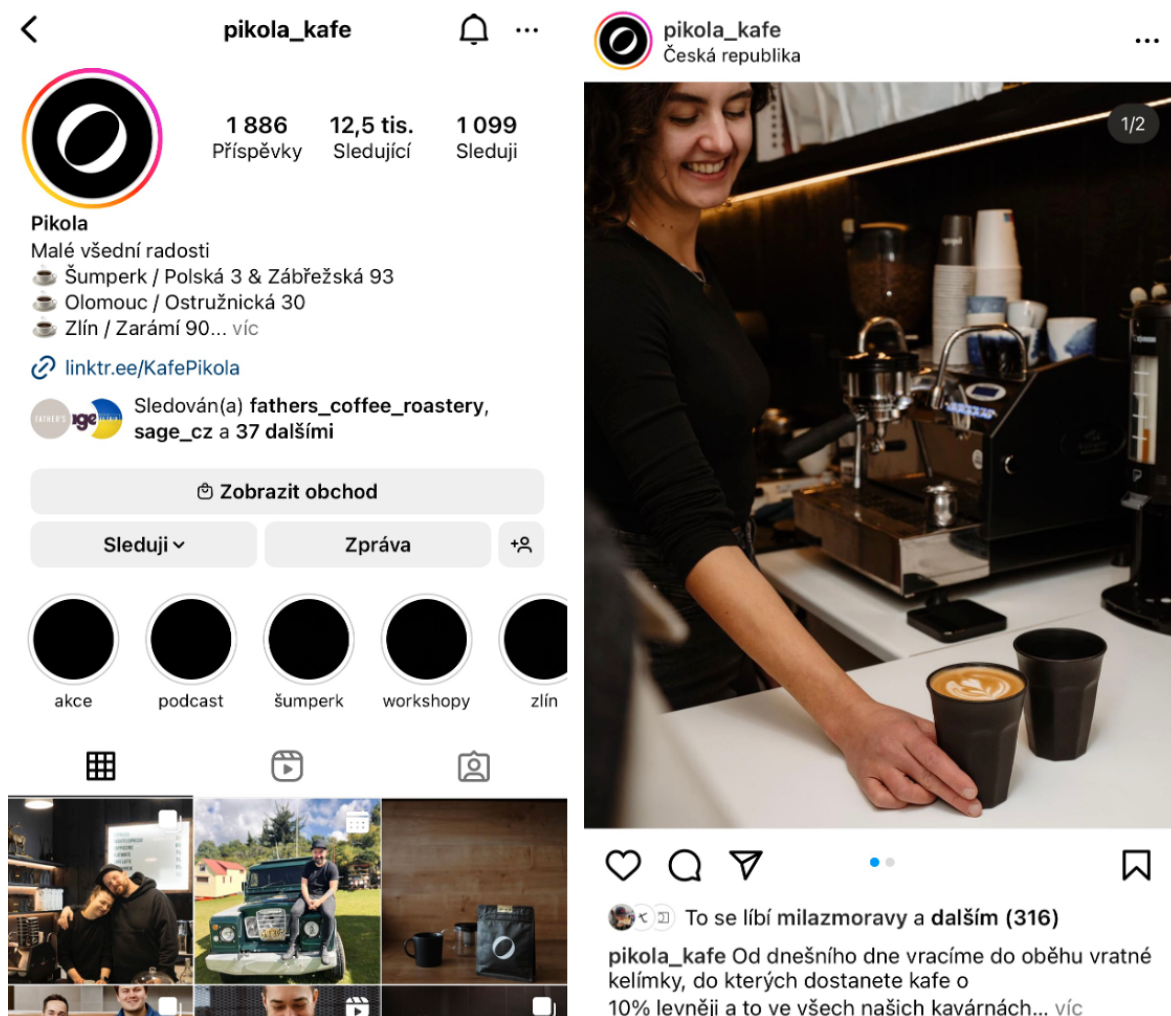 pikola_kafe
1 886
Příspěvky
12,5 tis.
Sledující
1 099
Sleduji
Pikola
Malé všední radosti
☕ Šumperk / Polská 3 & Zábřežská 93
☕ Olomouc / Ostružnická 30
☕ Zlín / Zarámí 90... víc
linktr.ee/KafePikola
FATHER'S
Sledován(a) fathers_coffee_roastery,
sage_cz a 37 dalšími
Zobrazit obchod
Sleduji
Zpráva
akce
podcast
šumperk
workshopy
zlín
pikola_kafe
Česká republika
1/2
To se líbí milazmoravy a dalším (316)
pikola_kafe Od dnešního dne vracíme do oběhu vratné
kelímky, do kterých dostanete kafe o
10% levněji a to ve všech našich kavárnách... víc